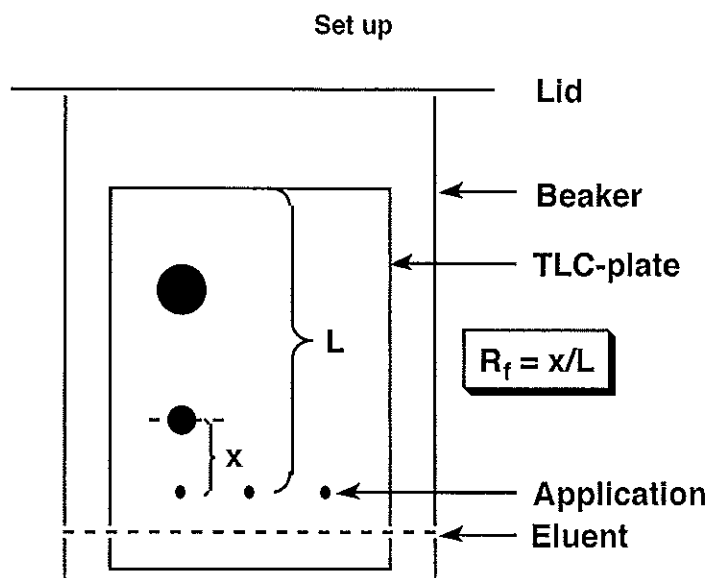 Set up
Lid
Beaker
TLC-plate
L
Rf = x/L
x
Application
Eluent